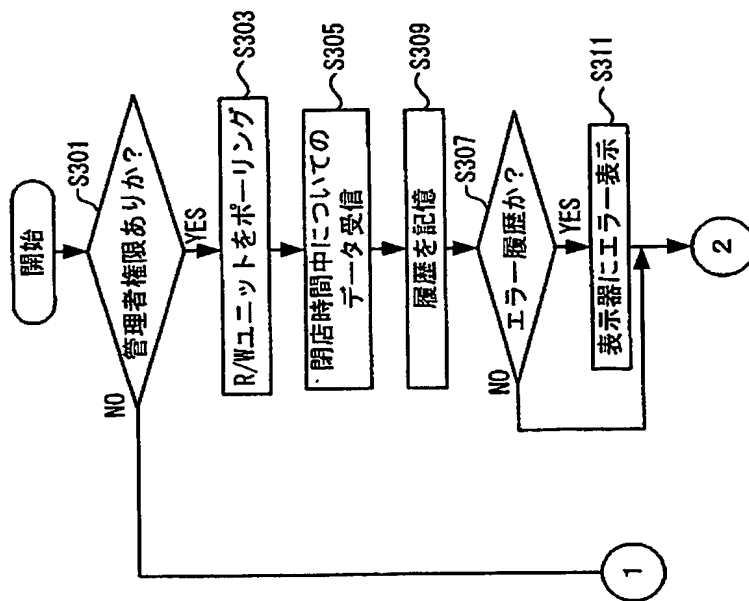 開始
S301
管理者権限ありか?
NO
YES
S303
R/Wユニットをポーリング
S305
閉店時間中についての
データ受信
S309
履歴を記憶
S307
エラー履歴か?
NO
YES
S311
表示器にエラー表示
1
2